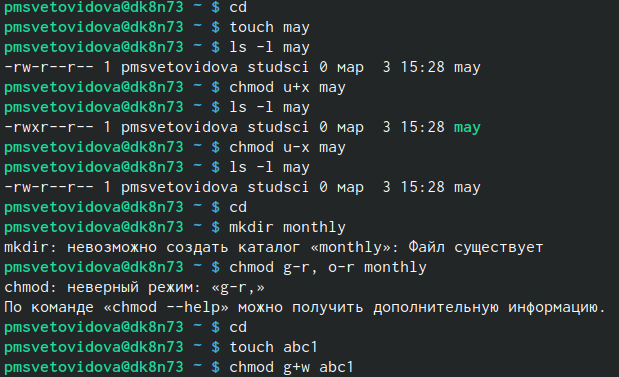 pmsvetovidova@dk8n73 ~ $ cd
pmsvetovidova@dk8n73 ~ $ touch may
pmsvetovidova@dk8n73 ~ $ ls -l may
-rw-r--r-- 1 pmsvetovidova studsci 0 мар  3 15:28 may
pmsvetovidova@dk8n73 ~ $ chmod u+x may
pmsvetovidova@dk8n73 ~ $ ls -l may
-rwxr--r-- 1 pmsvetovidova studsci 0 мар  3 15:28 may
pmsvetovidova@dk8n73 ~ $ chmod u-x may
pmsvetovidova@dk8n73 ~ $ ls -l may
-rw-r--r-- 1 pmsvetovidova studsci 0 мар  3 15:28 may
pmsvetovidova@dk8n73 ~ $ cd
pmsvetovidova@dk8n73 ~ $ mkdir monthly
mkdir: невозможно создать каталог «monthly»: Файл существует
pmsvetovidova@dk8n73 ~ $ chmod g-r, o-r monthly
chmod: неверный режим: «g-r,»
По команде «chmod --help» можно получить дополнительную информацию.
pmsvetovidova@dk8n73 ~ $ cd
pmsvetovidova@dk8n73 ~ $ touch abc1
pmsvetovidova@dk8n73 ~ $ chmod g+w abc1